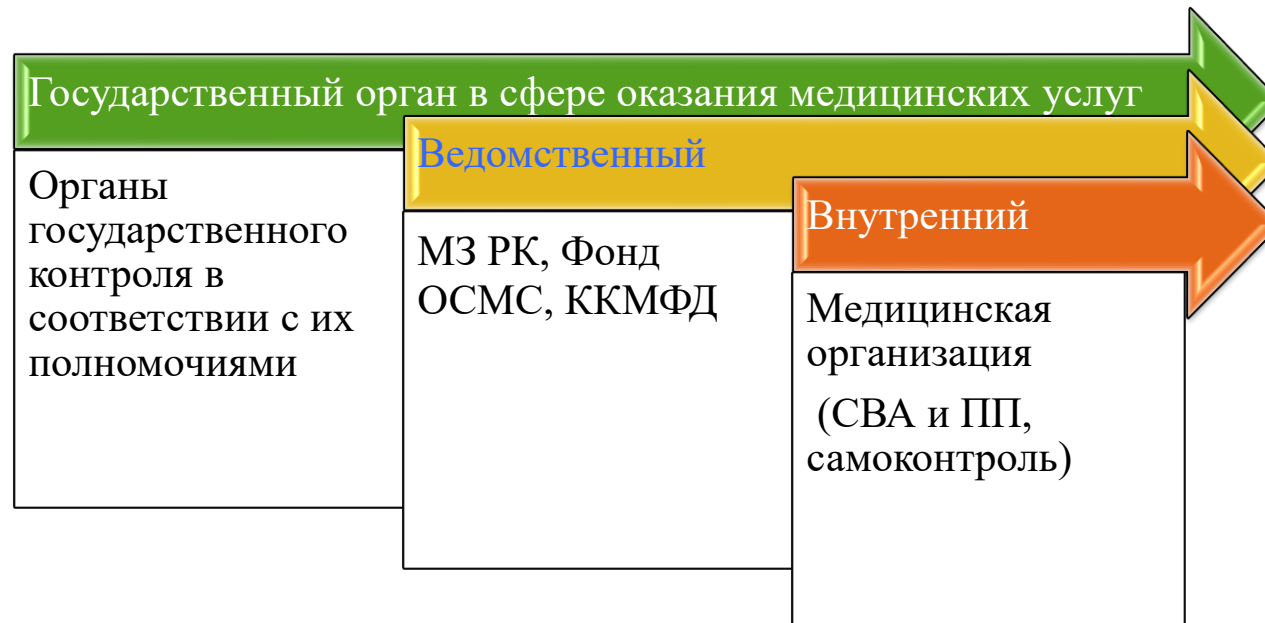 Государственный орган в сфере оказания медицинских услуг
Органы
государственного
контроля в
соответствии с их
полномочиями
Ведомственный
МЗ РК, Фонд
ОСМС, ККМФД
Внутренний
Медицинская
организация
(СВА и ПП,
самоконтроль)